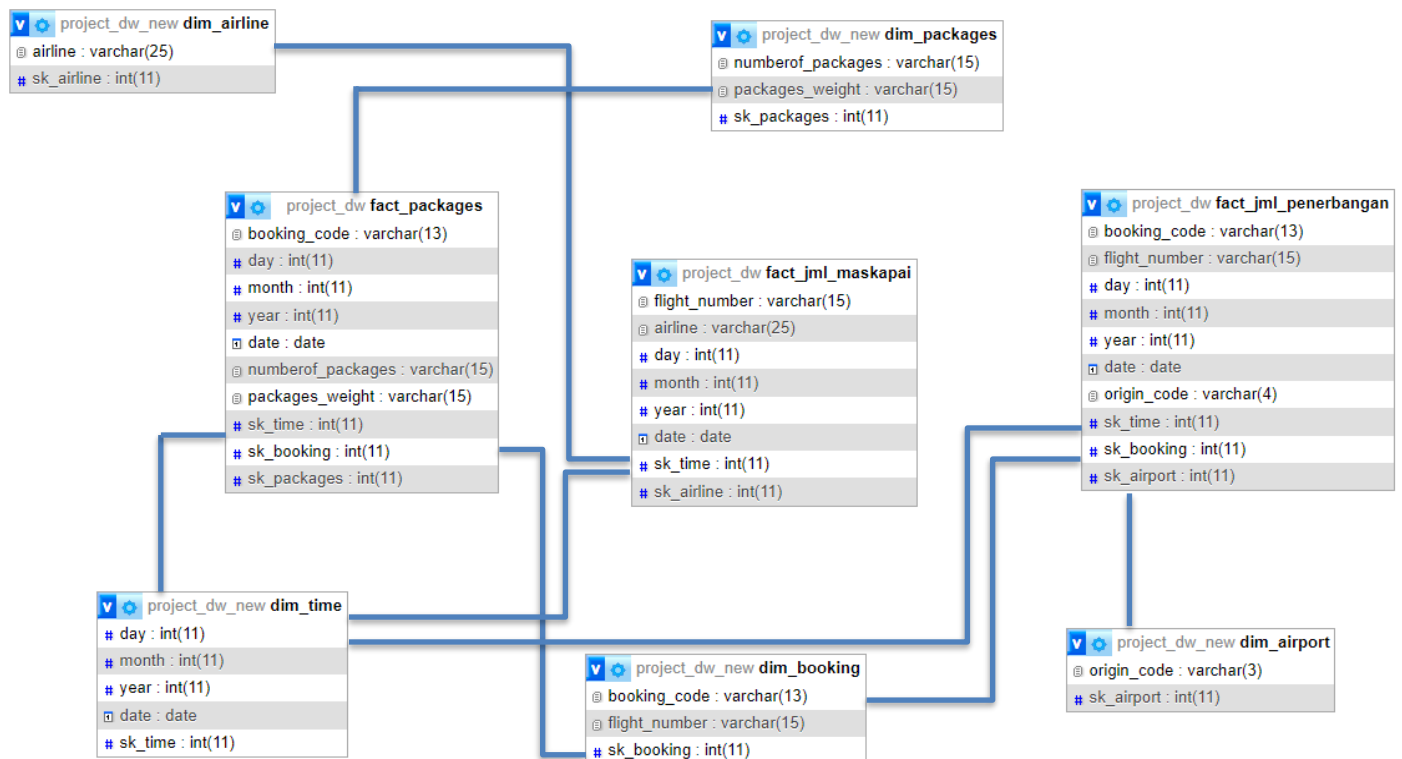 project_dw_new dim_airline
airline : varchar(25)
# sk_airline : int(11)
project_dw_new dim_packages
numberof_packages : varchar(15)
packages_weight : varchar(15)
# sk_packages : int(11)
project_dw fact_packages
booking_code : varchar(13)
# day : int(11)
# month : int(11)
# year : int(11)
date : date
numberof_packages : varchar(15)
packages_weight : varchar(15)
# sk_time : int(11)
# sk_booking : int(11)
# sk_packages : int(11)
project_dw fact_jml_maskapai
flight_number : varchar(15)
airline : varchar(25)
# day : int(11)
# month : int(11)
# year : int(11)
date : date
# sk_time : int(11)
# sk_airline : int(11)
project_dw fact_jml_penerbangan
booking_code : varchar(13)
flight_number : varchar(15)
# day : int(11)
# month : int(11)
# year : int(11)
date : date
origin_code : varchar(4)
# sk_time : int(11)
# sk_booking : int(11)
# sk_airport : int(11)
project_dw_new dim_time
# day : int(11)
# month : int(11)
# year : int(11)
date : date
# sk_time : int(11)
project_dw_new dim_booking
booking_code : varchar(13)
flight_number : varchar(15)
# sk_booking : int(11)
project_dw_new dim_airport
origin_code : varchar(3)
# sk_airport : int(11)